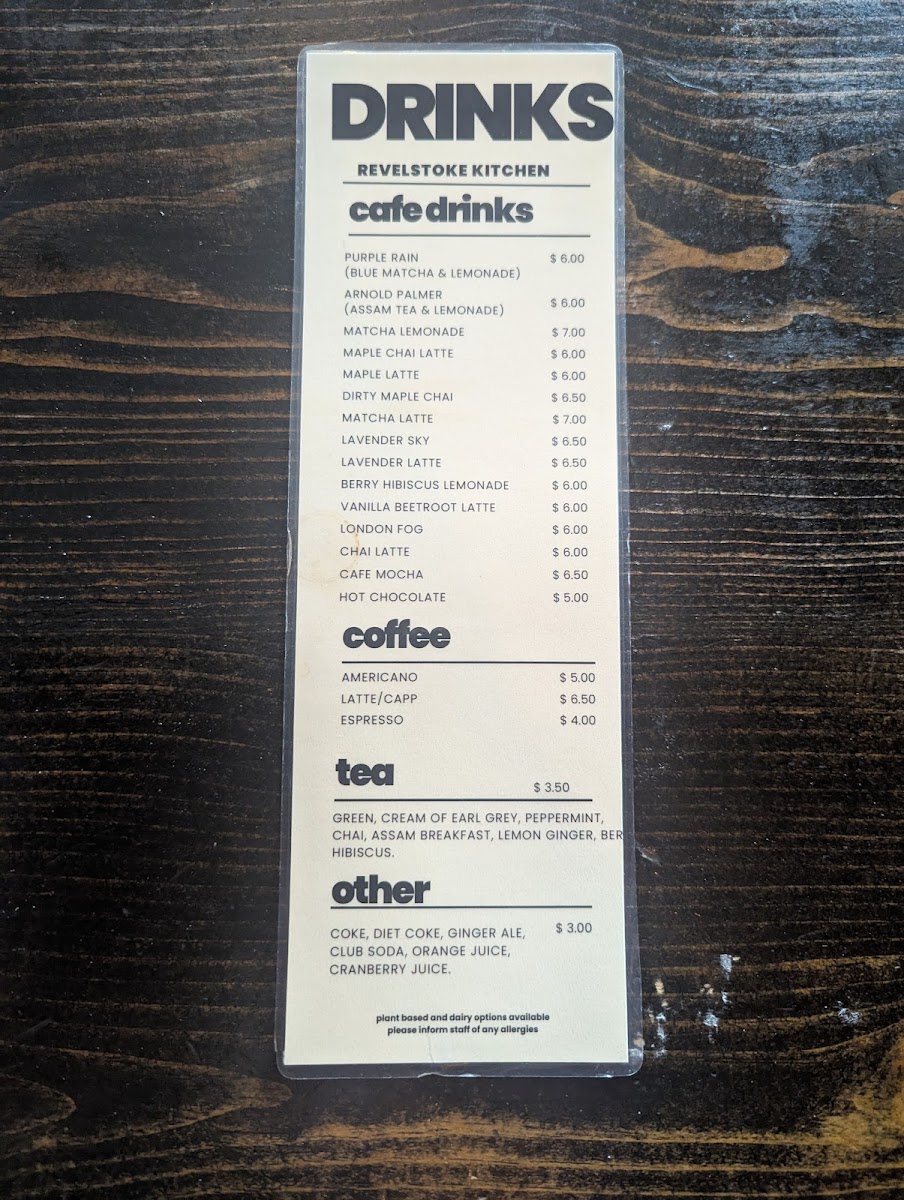 DRINKS
REVELSTOKE KITCHEN
cafe drinks
PURPLE RAIN $ 6.00
(BLUE MATCHA & LEMONADE)
ARNOLD PALMER
(ASSAM TEA & LEMONADE) $ 6.00
MATCHA LEMONADE $ 7.00
MAPLE CHAI LATTE $ 6.00
MAPLE LATTE $ 6.00
DIRTY MAPLE CHAI $ 6.50
MATCHA LATTE $ 7.00
LAVENDER SKY $ 6.50
LAVENDER LATTE $ 6.50
BERRY HIBISCUS LEMONADE $ 6.00
VANILLA BEETROOT LATTE $ 6.00
LONDON FOG $ 6.00
CHAI LATTE $ 6.00
CAFE MOCHA $ 6.50
HOT CHOCOLATE $ 5.00
coffee
AMERICANO $ 5.00
LATTE/CAPP $ 6.50
ESPRESSO $ 4.00
tea $ 3.50
GREEN, CREAM OF EARL GREY, PEPPERMINT,
CHAI, ASSAM BREAKFAST, LEMON GINGER, BER
HIBISCUS.
other
COKE, DIET COKE, GINGER ALE, $ 3.00
CLUB SODA, ORANGE JUICE,
CRANBERRY JUICE.
plant based and dairy options available
please inform staff of any allergies